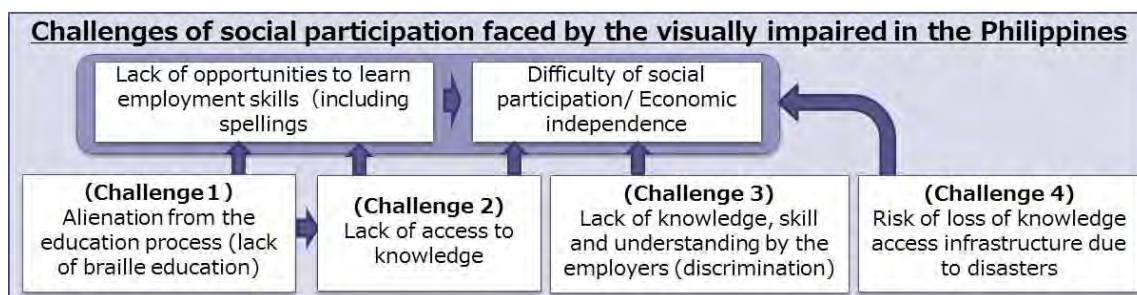 Challenges of social participation faced by the visually impaired in the Philippines
Lack of opportunities to learn
employment skills (including
spellings
Difficulty of social
participation/ Economic
independence
(Challenge 1)
Alienation from the
education process (lack
of braille education)
(Challenge 2)
Lack of access to
knowledge
(Challenge 3)
Lack of knowledge, skill
and understanding by the
employers (discrimination)
(Challenge 4)
Risk of loss of knowledge
access infrastructure due
to disasters